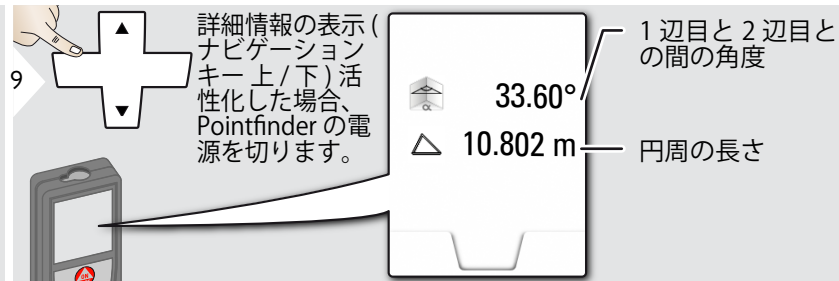 9
詳細情報の表示 (
ナビゲーション
キー 上 / 下 ) 活
性化した場合、
Pointfinder の電
源を切ります。
α
33.60°
10.802 m
1 辺目と 2 辺目と
の間の角度
円周の長さ
ON